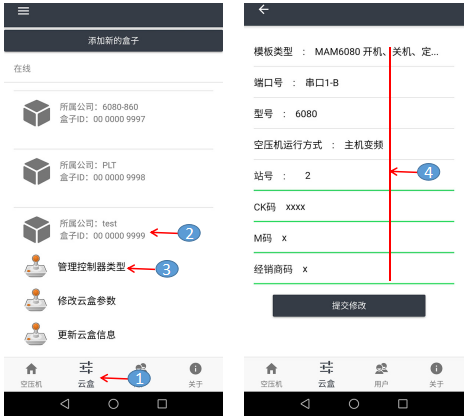 添加新的盒子
在线
所属公司：6080-860
盒子ID：00 0000 9997
所属公司：PLT
盒子ID：00 0000 9998
所属公司：test
盒子ID：00 0000 9999
2
管理控制器类型
3
修改云盒参数
更新云盒信息
1
空压机
云盒
关于
模板类型 ： MAM6080 开机、关机、定...
端口号 ： 串口1-B
型号 ： 6080
空压机运行方式 ： 主机变频
站号 ： 2
4
CK码 xxxx
M码 x
经销商码 x
提交修改
空压机
云盒
用户
关于